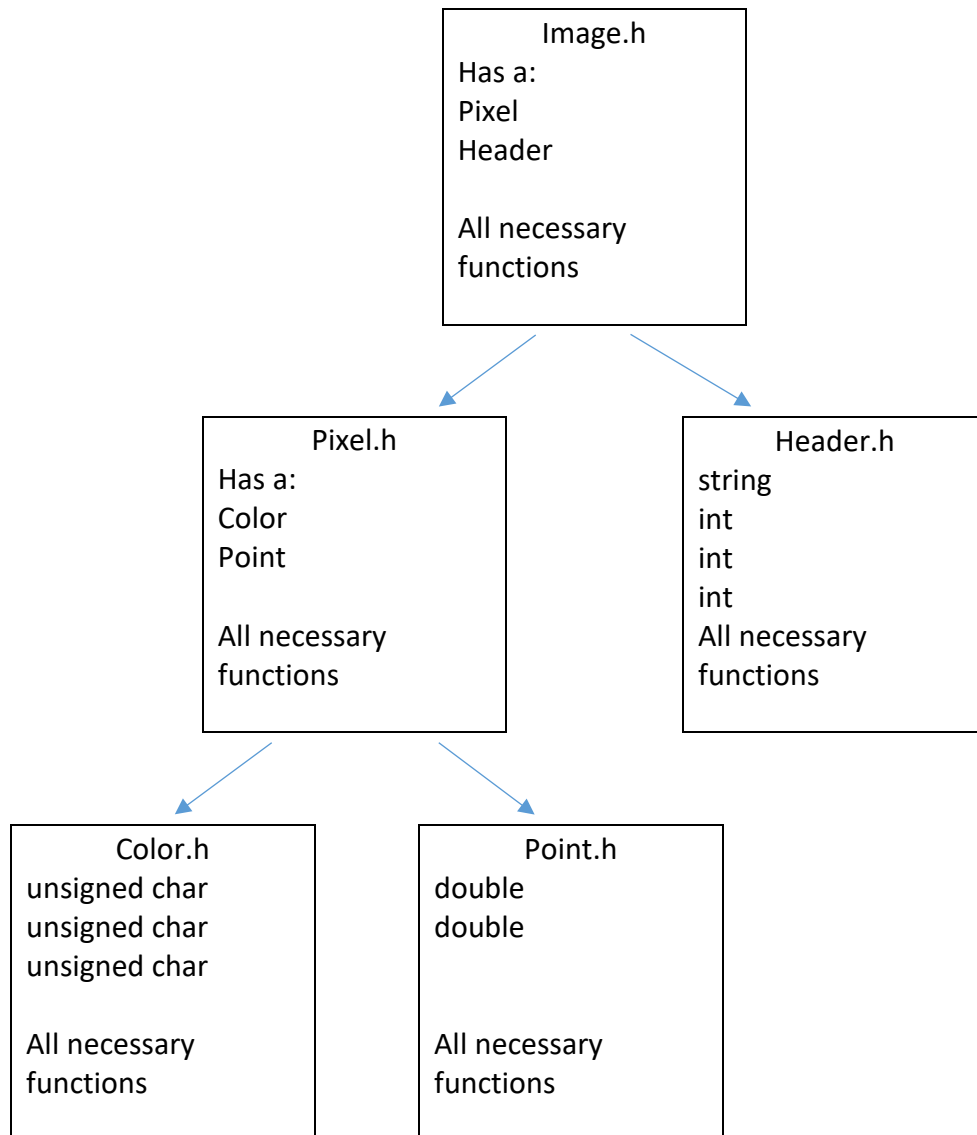 Image.h
Has a:
Pixel
Header
All necessary
functions
Pixel.h
Has a:
Color
Point
All necessary
functions
Header.h
string
int
int
int
All necessary
functions
Color.h
unsigned char
unsigned char
unsigned char
All necessary
functions
Point.h
double
double
All necessary
functions